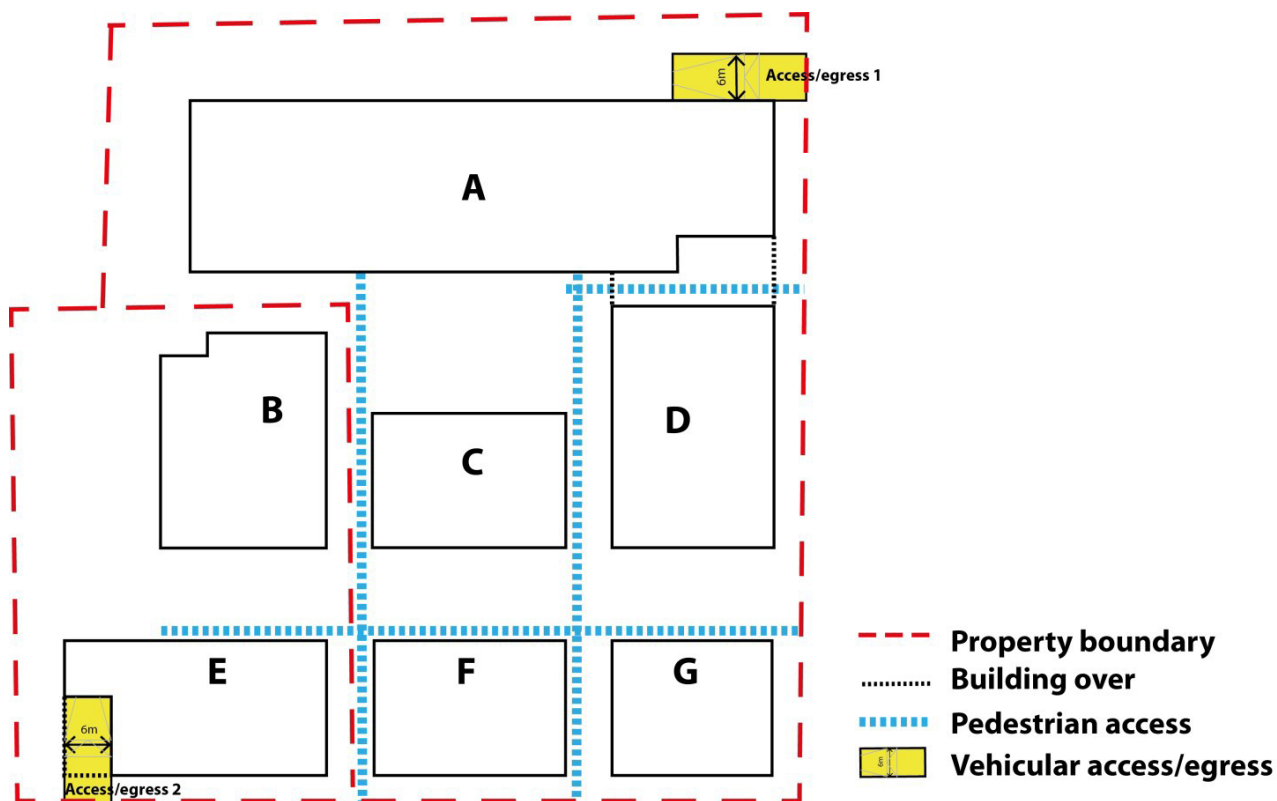 6m
Access/egress 1
A
B
C
D
E
F
G
6m
Access/egress 2
Property boundary
Building over
Pedestrian access
6m
Vehicular access/egress